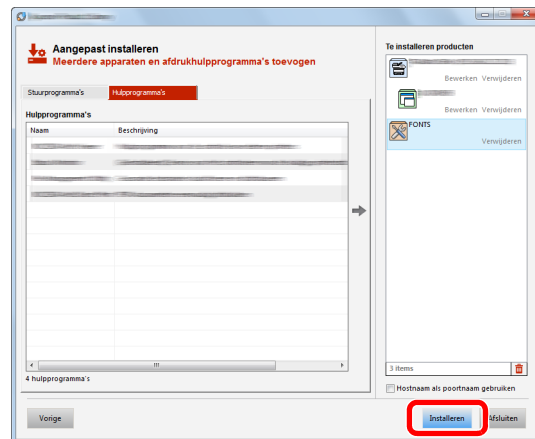 Aangepast installeren
Meerdere apparaten en afdrukhulpprogramma's toevogen
Stuurprogramma's
Hulpprogramma's
Hulpprogramma's
Naam
Beschrijving
4 hulpprogramma's
Te installeren producten
Bewerken Verwijderen
Bewerken Verwijderen
FONTS
Verwijderen
3 items
Hostnaam als poortnaam gebruiken
Vorige
Installeren
Afsluiten